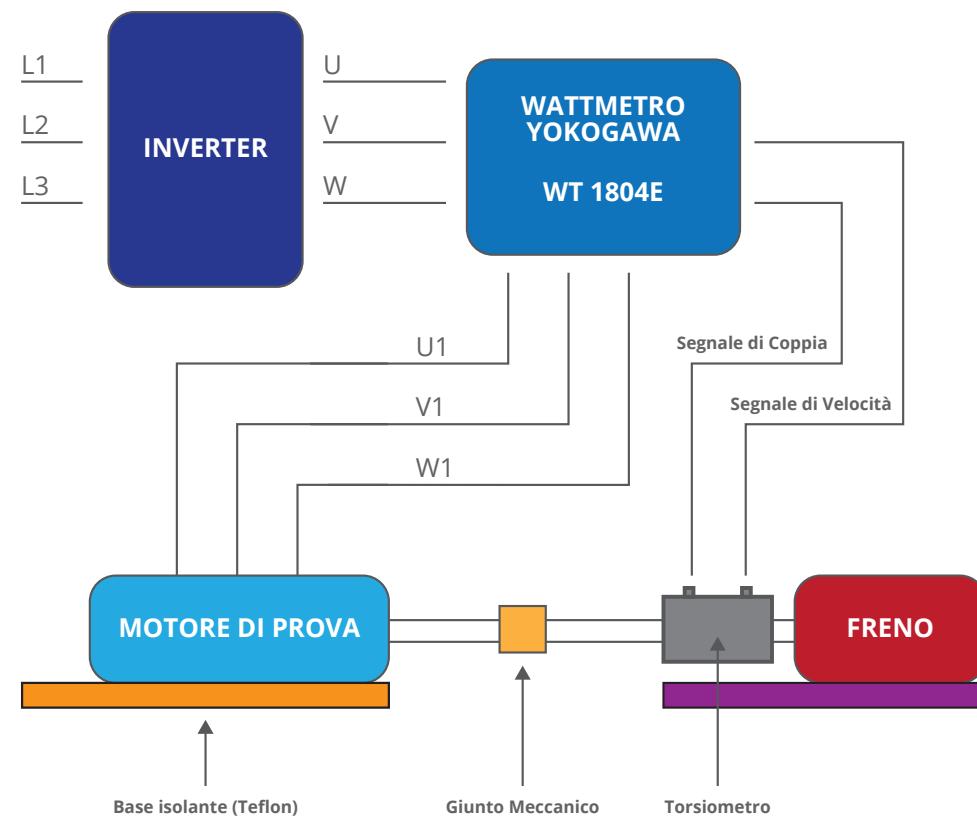 L1
L2
L3
INVERTER
U
V
W
WATTMETRO
YOKOGAWA
WT 1804E
U1
V1
W1
Segnale di Coppia
Segnale di Velocità
MOTORE DI PROVA
FRENO
Base isolante (Teflon)
Giunto Meccanico
Torsiometro